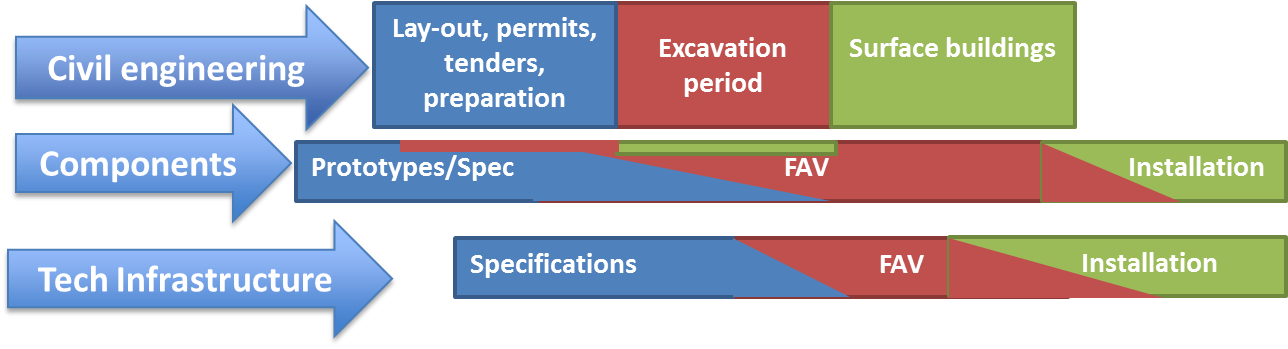 Civil engineering
Lay-out, permits,
tenders,
preparation
Excavation
period
Surface buildings
Components
Prototypes/Spec
FAV
Installation
Tech Infrastructure
Specifications
FAV
Installation